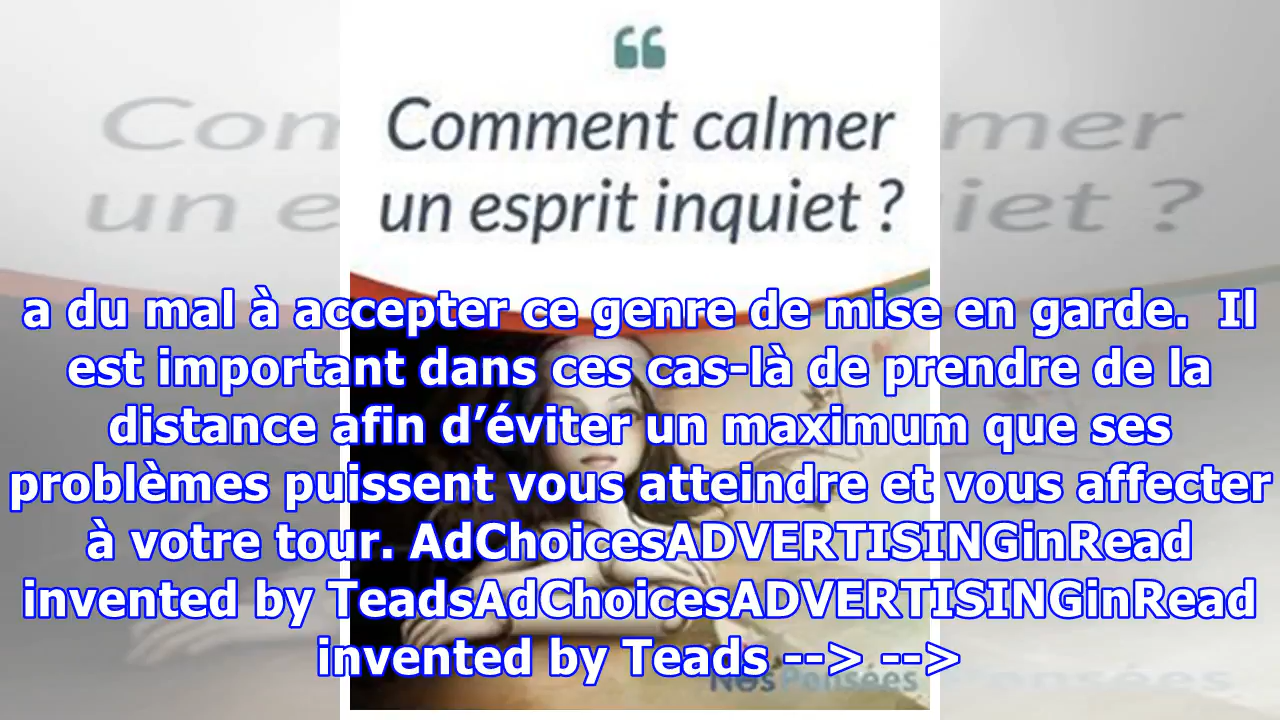 “
Comment calmer
un esprit inquiet ?
a du mal à accepter ce genre de mise en garde.  Il
est important dans ces cas-là de prendre de la
distance afin d’éviter un maximum que ses
problèmes puissent vous atteindre et vous affecter
à votre tour. AdChoicesADVERTISINGinRead
invented by TeadsAdChoicesADVERTISINGinRead
invented by Teads --> -->
Nos Pensées